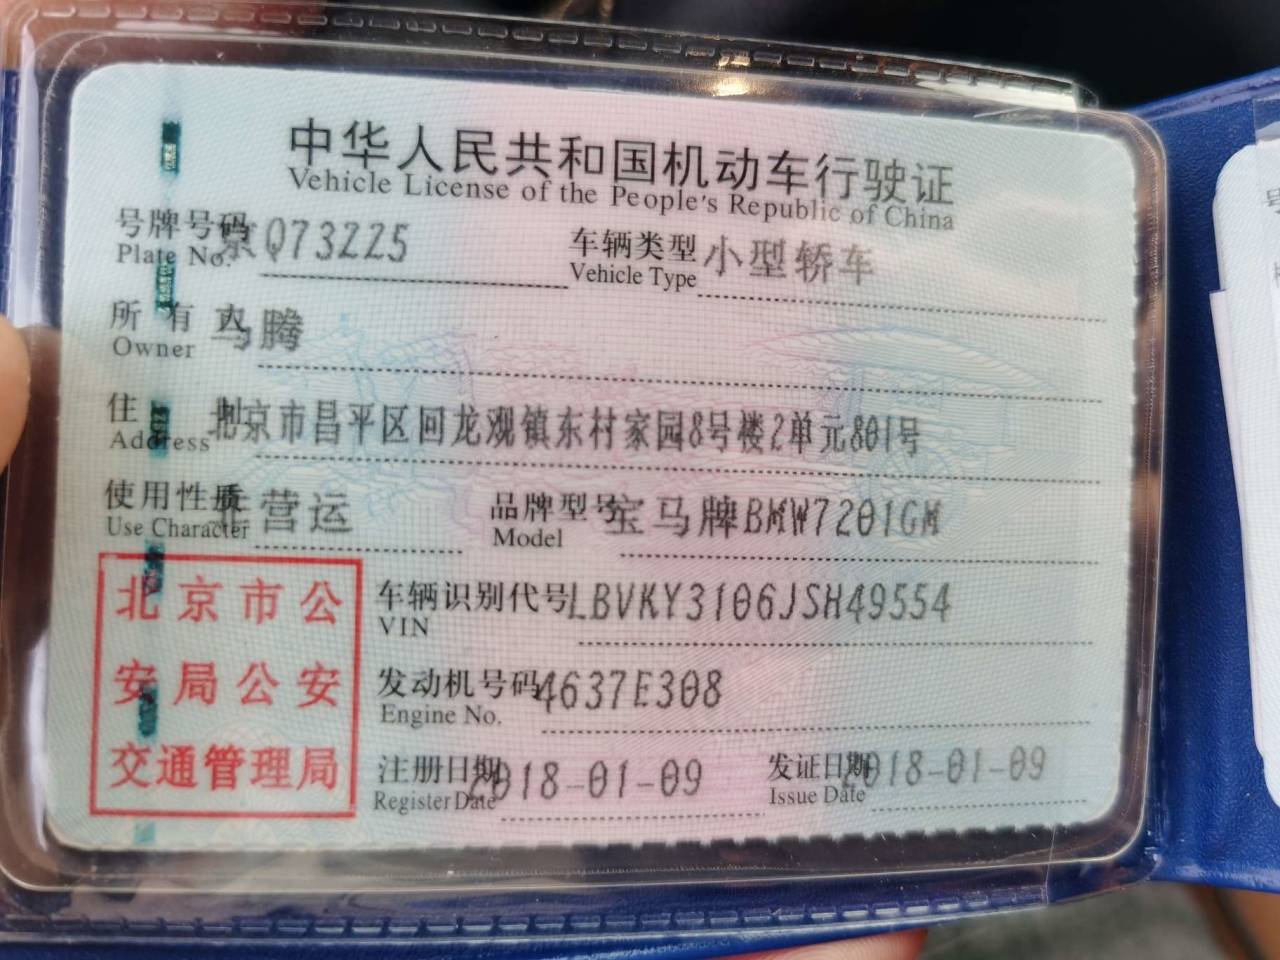 中华人民共和国机动车行驶证
Vehicle License of the People's Republic of China
号牌号码 京Q73ZZ5 车辆类型 小型轿车
Plate No. Vehicle Type
所有人 马腾
Owner
住址 北京市昌平区回龙观镇东村家园8号楼2单元801号
Address
使用性质 非营运 品牌型号 宝马牌BMW7201GM
Use Character Model
北京市公
安局公安
交通管理局
车辆识别代号 LBVKY3106JSH49554
VIN
发动机号码 4637E308
Engine No.
注册日期 2018-01-09 发证日期 2018-01-09
Register Date Issue Date